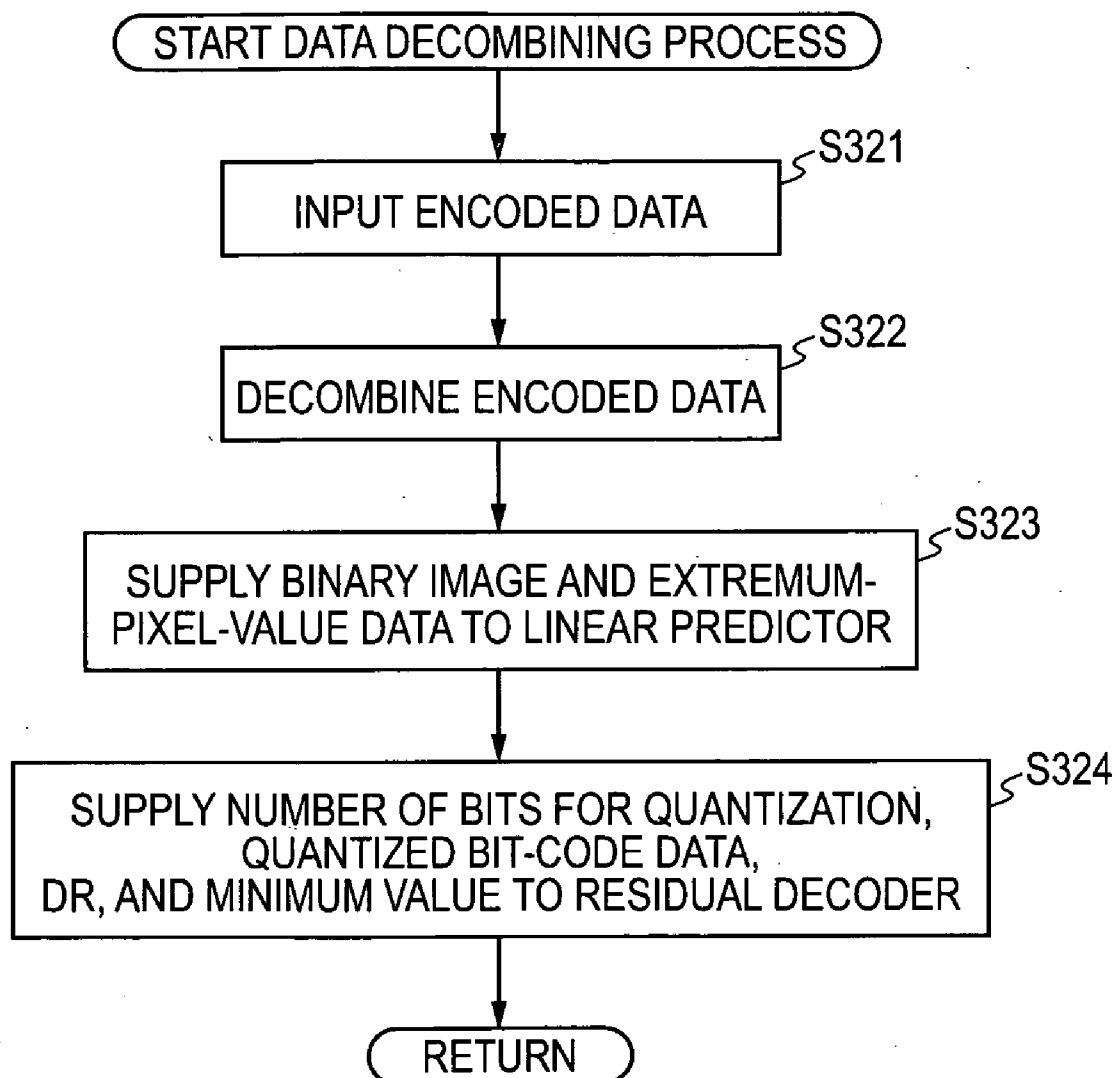 START DATA DECOMBINING PROCESS
S321
INPUT ENCODED DATA
S322
DECOMBINE ENCODED DATA
S323
SUPPLY BINARY IMAGE AND EXTREMUM-
PIXEL-VALUE DATA TO LINEAR PREDICTOR
S324
SUPPLY NUMBER OF BITS FOR QUANTIZATION,
QUANTIZED BIT-CODE DATA,
DR, AND MINIMUM VALUE TO RESIDUAL DECODER
RETURN